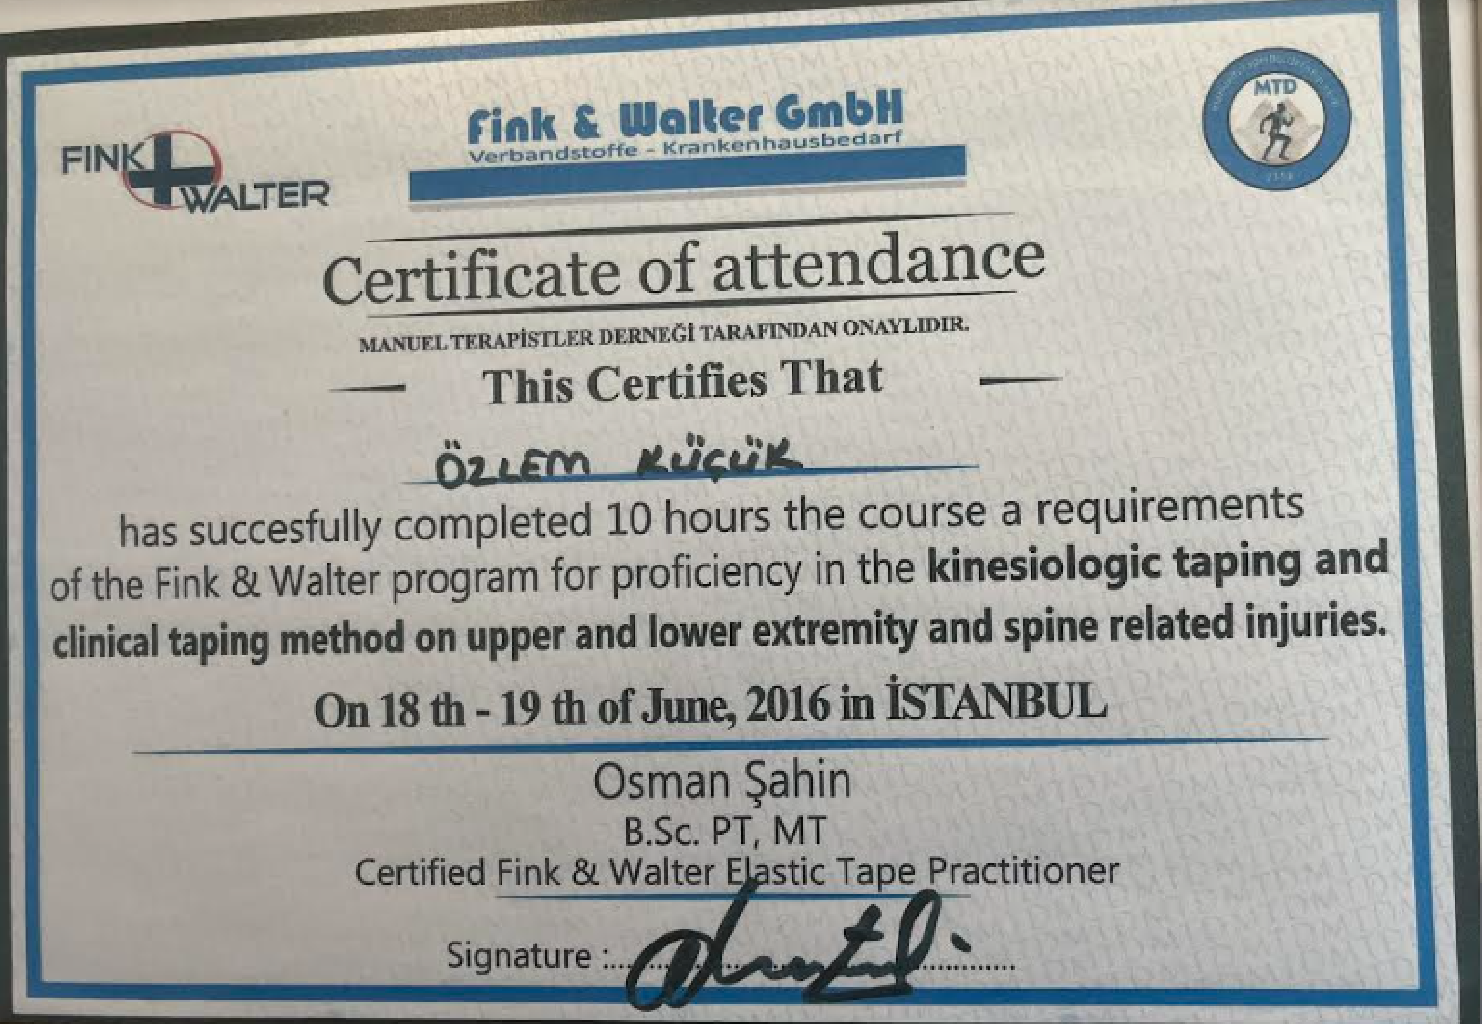 FINK
WALTER
Fink & Walter GmbH
Verbandstoffe - Krankenhausbedarf
MTD
Certificate of attendance
MANUEL TERAPİSTLER DERNEĞİ TARAFINDAN ONAYLIDIR.
This Certifies That
ÖZLEM KÜÇÜK
has succesfully completed 10 hours the course a requirements
of the Fink & Walter program for proficiency in the kinesiologic taping and
clinical taping method on upper and lower extremity and spine related injuries.
On 18 th - 19 th of June, 2016 in İSTANBUL
Osman Şahin
B.Sc. PT, MT
Certified Fink & Walter Elastic Tape Practitioner
Signature :